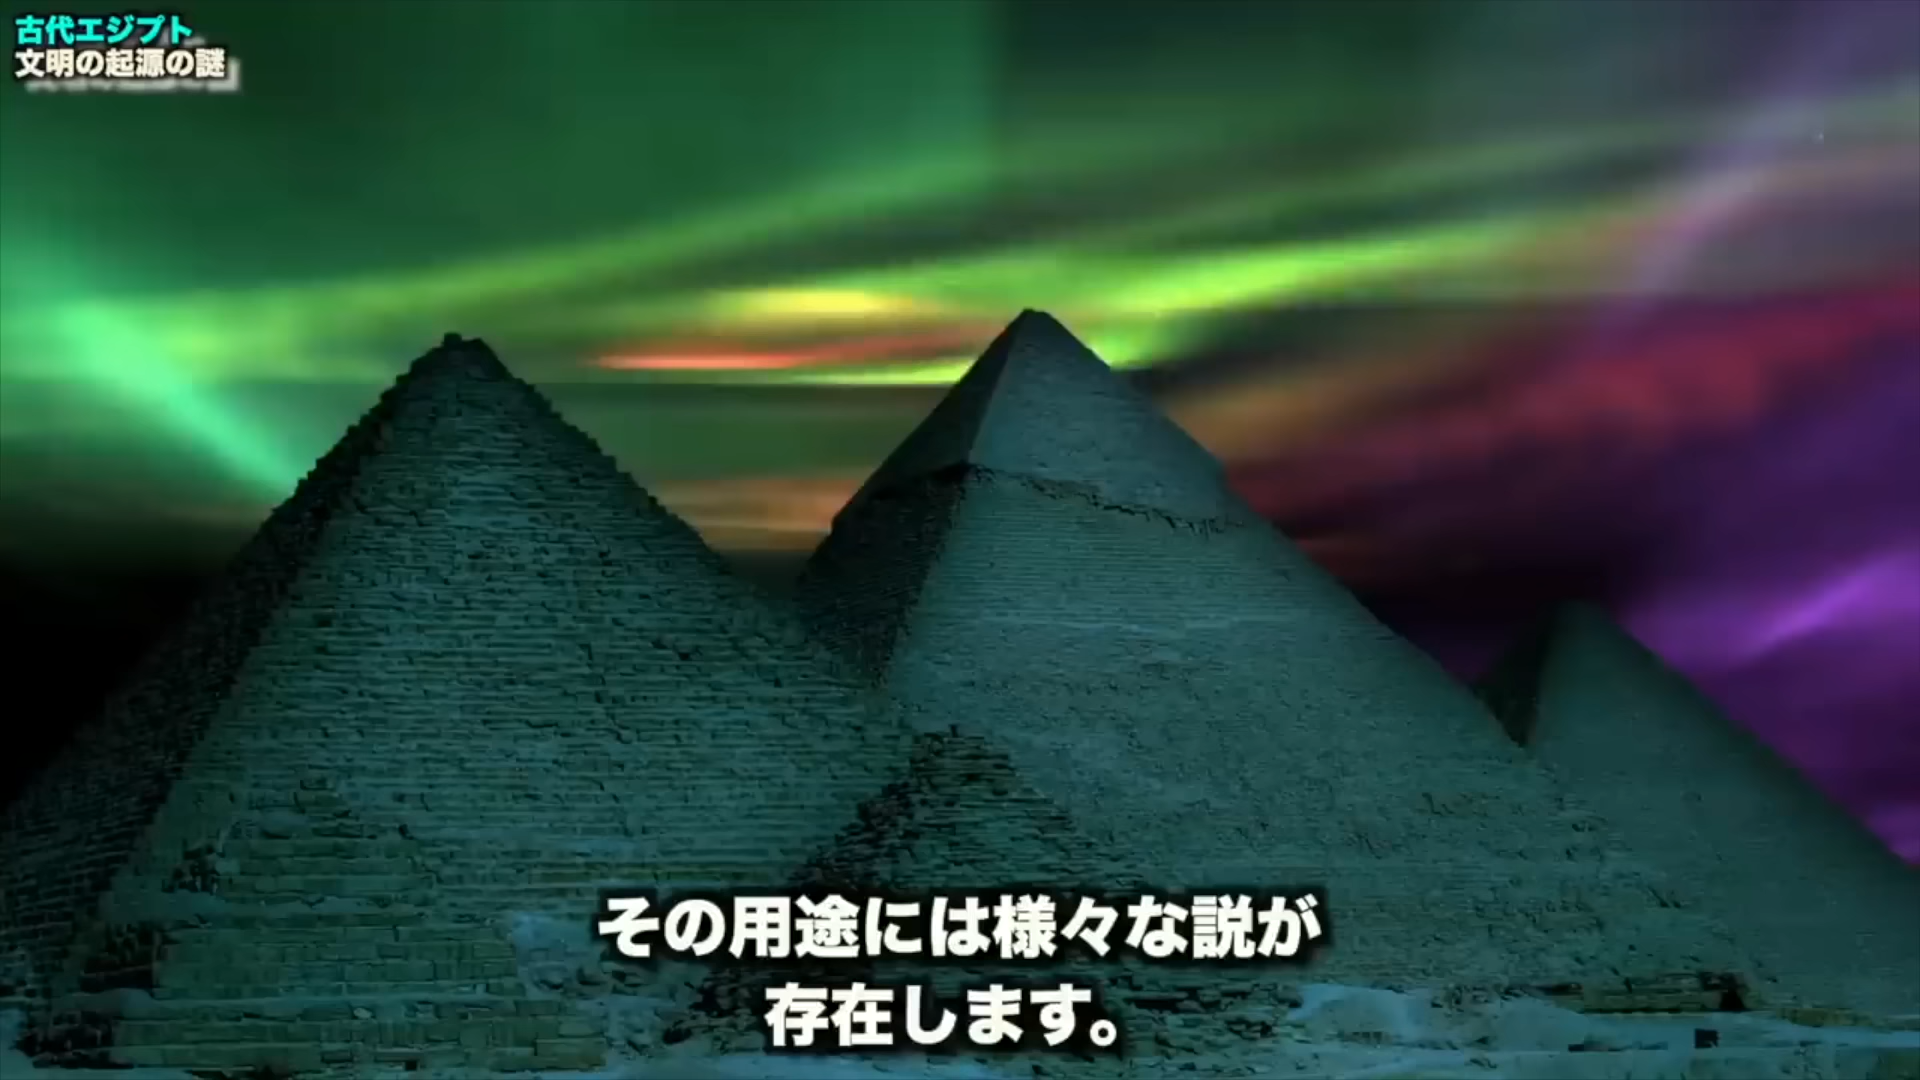 古代エジプト
文明の起源の謎
その用途には様々な説が
存在します。